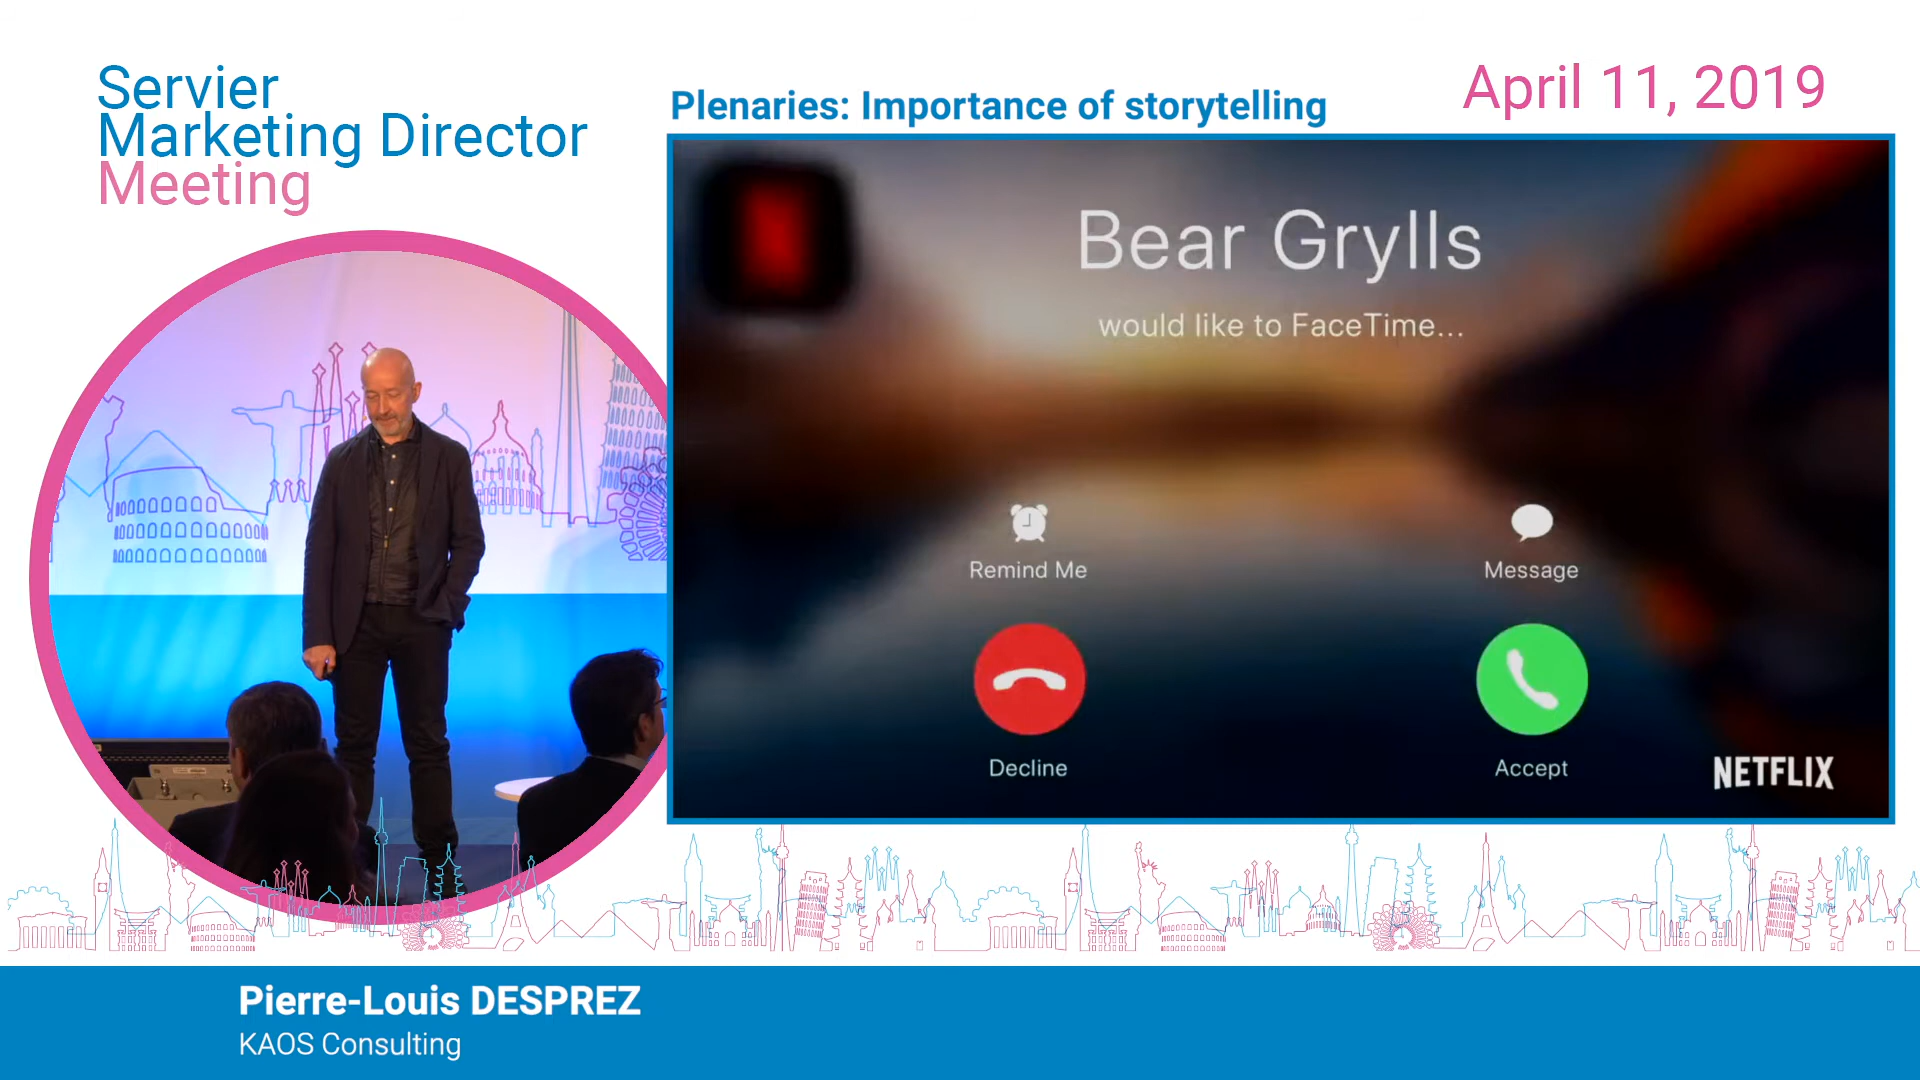 Servier
Marketing Director
Meeting
Plenaries: Importance of storytelling
April 11, 2019
Bear Grylls
would like to FaceTime...
Remind Me
Message
Decline
Accept
NETFLIX
Pierre-Louis DESPREZ
KAOS Consulting